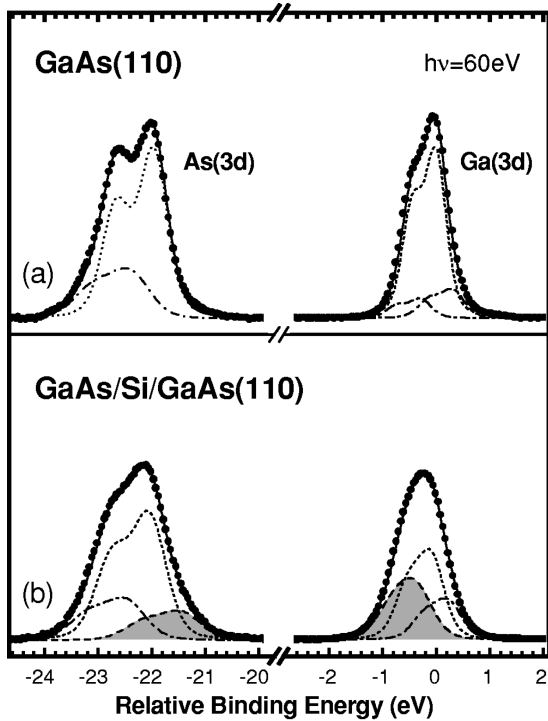 GaAs(110)
hν=60eV
As(3d)
Ga(3d)
(a)
GaAs/Si/GaAs(110)
(b)
-24 -23 -22 -21 -20 -2 -1 0 1 2
Relative Binding Energy (eV)